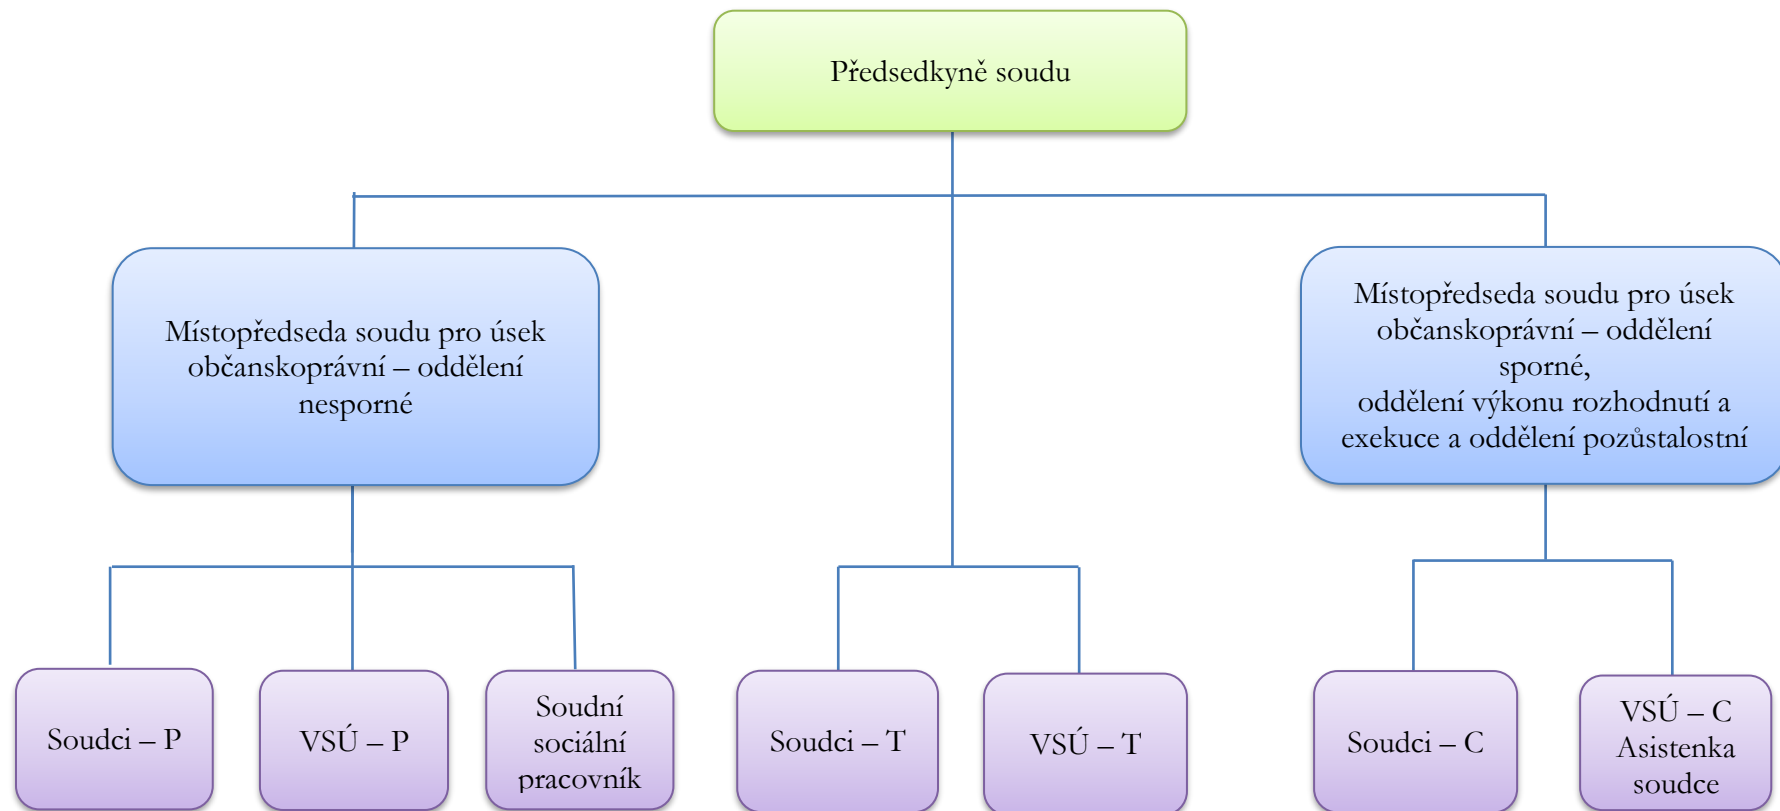 Předsedkyně soudu
Místopředseda soudu pro úsek
občanskoprávní – oddělení
nesporné
Místopředseda soudu pro úsek
občanskoprávní – oddělení
sporné,
oddělení výkonu rozhodnutí a
exekuce a oddělení pozůstalostní
Soudci – P
VSÚ – P
Soudní
sociální
pracovník
Soudci – T
VSÚ – T
Soudci – C
VSÚ – C
Asistenka
soudce